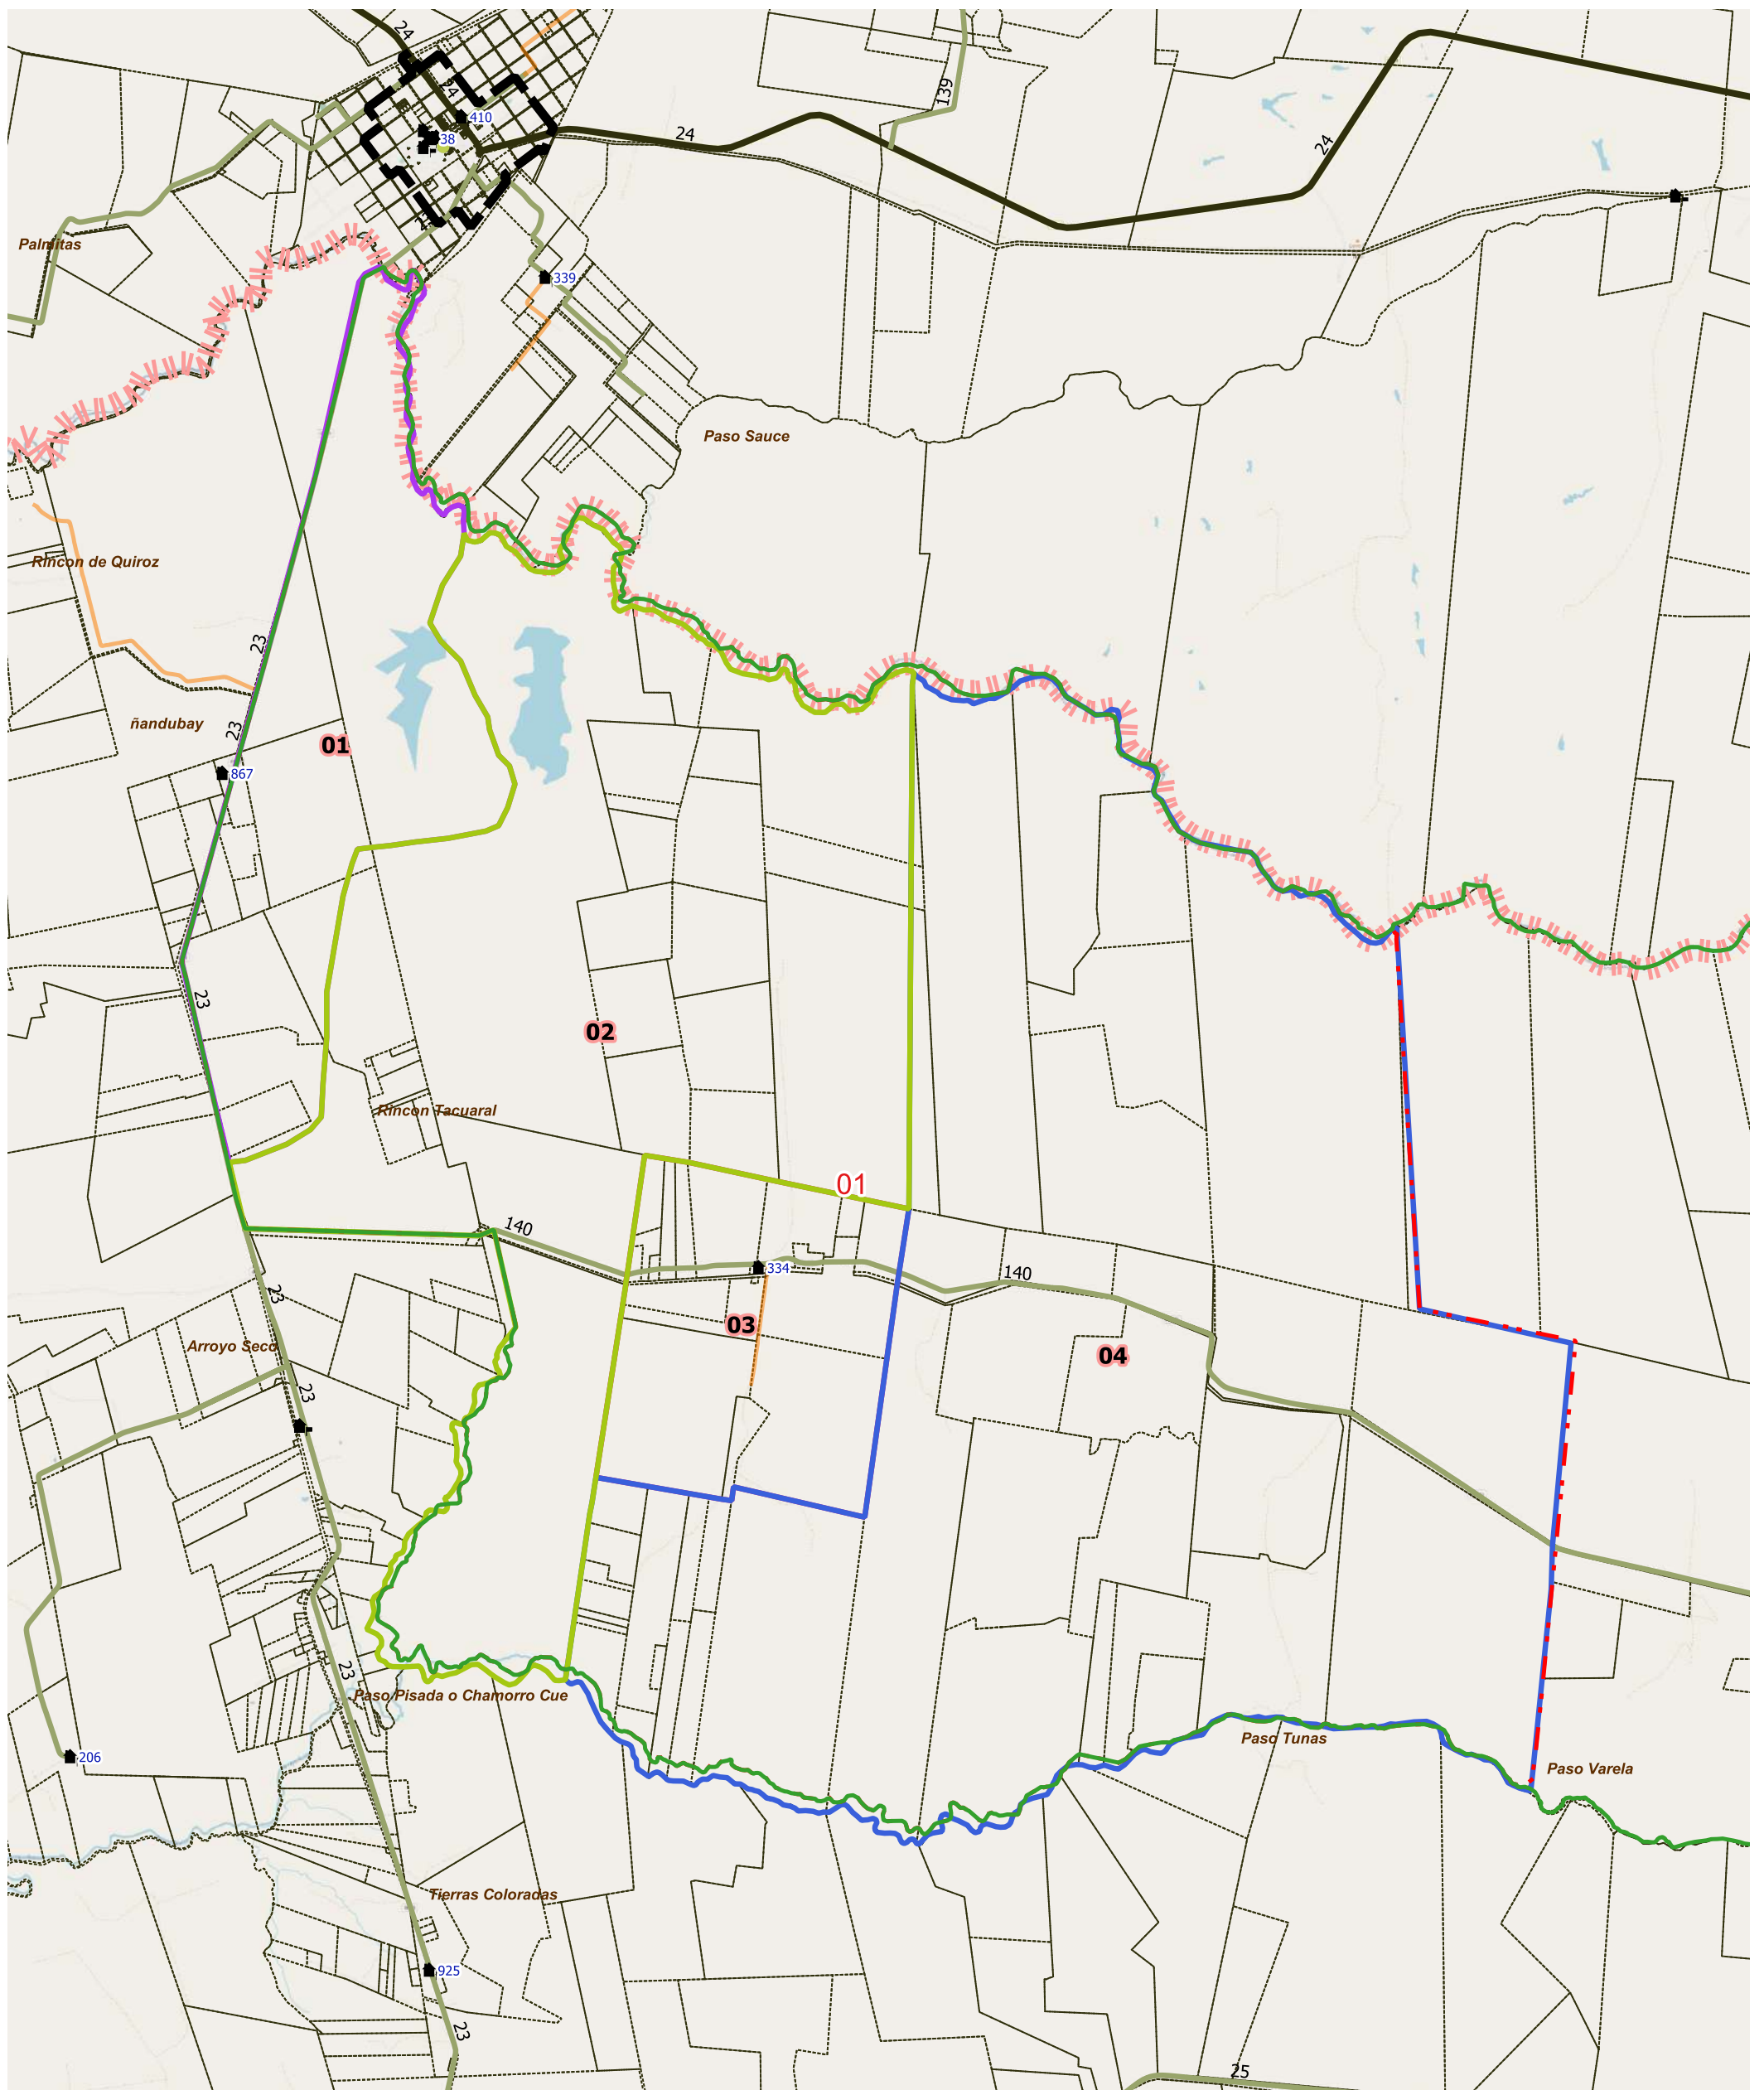 24
24
410
38
24
139
24
Palmitas
339
Paso Sauce
Rincon de Quiroz
23
ñandubay
23
01
867
23
02
Rincon Tacuaral
01
140
334
140
23
03
04
Arroyo Seco
23
23
Paso Pisada o Chamorro Cue
Paso Tunas
206
Paso Varela
Tierras Coloradas
925
23
25